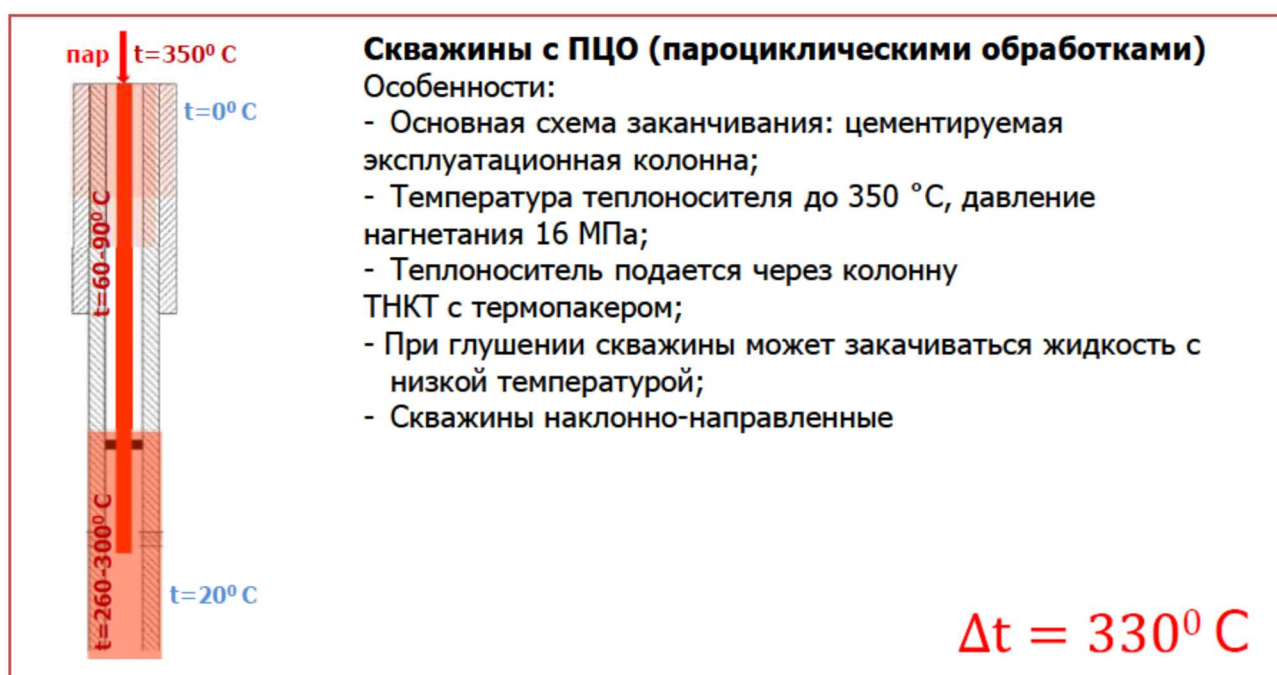 пар t=350⁰ C
t=0⁰ C
t=60-90⁰ C
t=260-300⁰ C
t=20⁰ C
Скважины с ПЦО (пароциклическими обработками)
Особенности:
- Основная схема заканчивания: цементируемая
эксплуатационная колонна;
- Температура теплоносителя до 350 ˚С, давление
нагнетания 16 МПа;
- Теплоноситель подается через колонну
ТНКТ с термопакером;
- При глушении скважины может закачиваться жидкость с
низкой температурой;
- Скважины наклонно-направленные
Δt = 330⁰ C